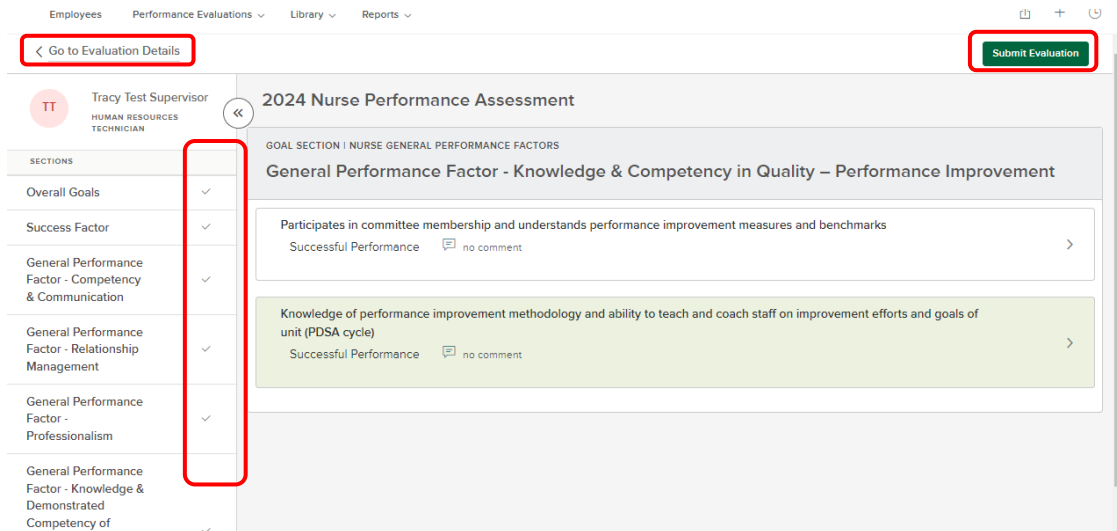 Employees Performance Evaluations Library Reports
Go to Evaluation Details
Submit Evaluation
TT
Tracy Test Supervisor
HUMAN RESOURCES
TECHNICIAN
2024 Nurse Performance Assessment
SECTIONS
Overall Goals
Success Factor
General Performance
Factor - Competency
& Communication
General Performance
Factor - Relationship
Management
General Performance
Factor -
Professionalism
General Performance
Factor - Knowledge &
Demonstrated
Competency of
GOAL SECTION | NURSE GENERAL PERFORMANCE FACTORS
General Performance Factor - Knowledge & Competency in Quality – Performance Improvement
Participates in committee membership and understands performance improvement measures and benchmarks
Successful Performance no comment
Knowledge of performance improvement methodology and ability to teach and coach staff on improvement efforts and goals of
unit (PDSA cycle)
Successful Performance no comment